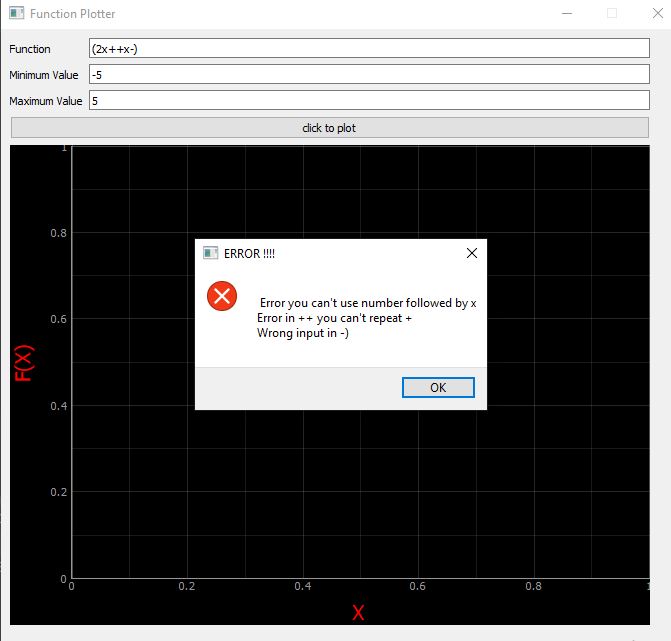 Function Plotter
Function (2x++x-)
Minimum Value -5
Maximum Value 5
click to plot
1
0.8
ERROR !!!!
Error you can't use number followed by x
Error in ++ you can't repeat +
Wrong input in -)
OK
0.6
F(X)
0.4
0.2
0
0 0.2 0.4 0.6 0.8 1
X